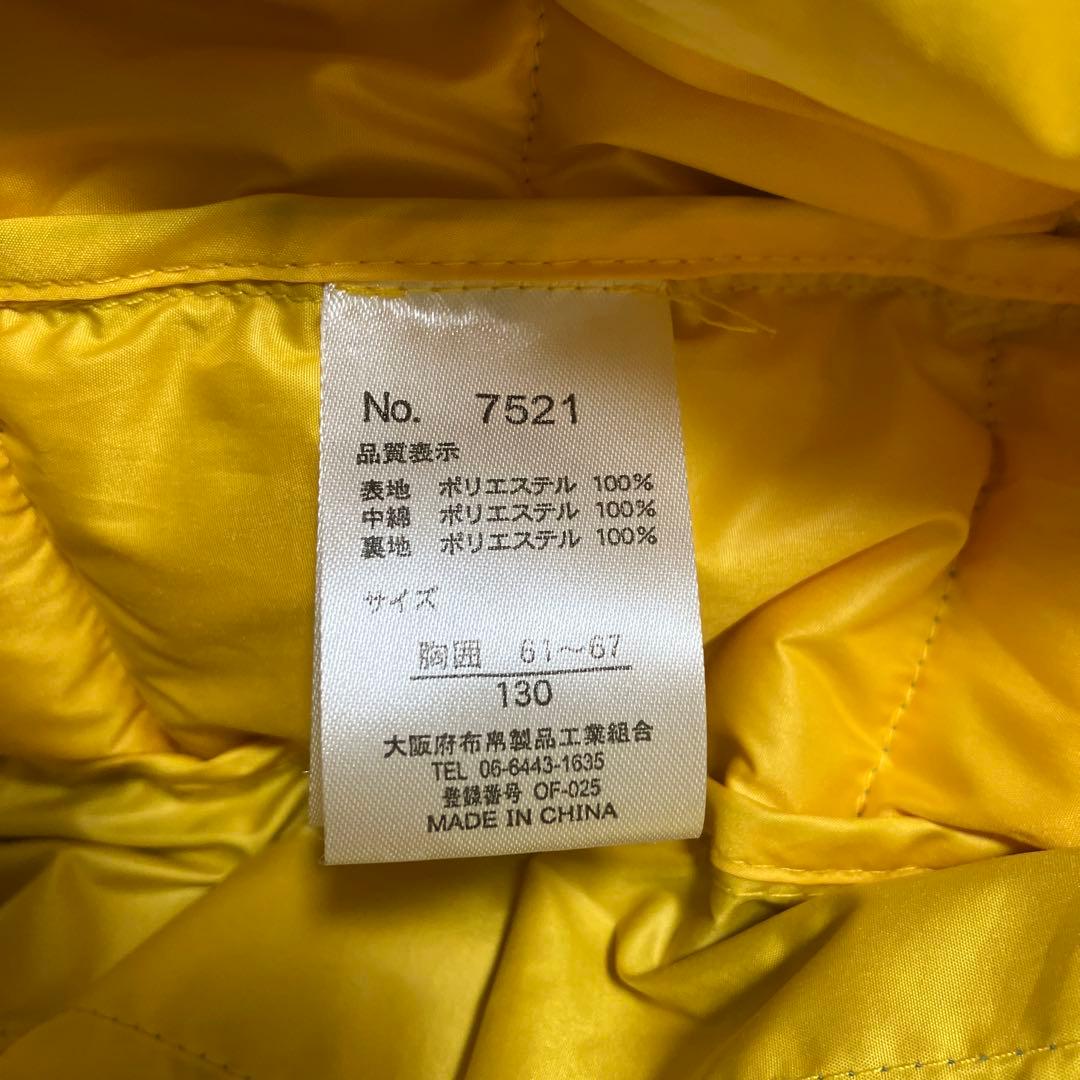 No. 7521
品質表示
表地 ポリエステル 100%
中綿 ポリエステル 100%
裏地 ポリエステル 100%
サイズ
胸囲 61〜67
130
大阪府布帛製品工業組合
TEL 06-6443-1635
登録番号 OF-025
MADE IN CHINA